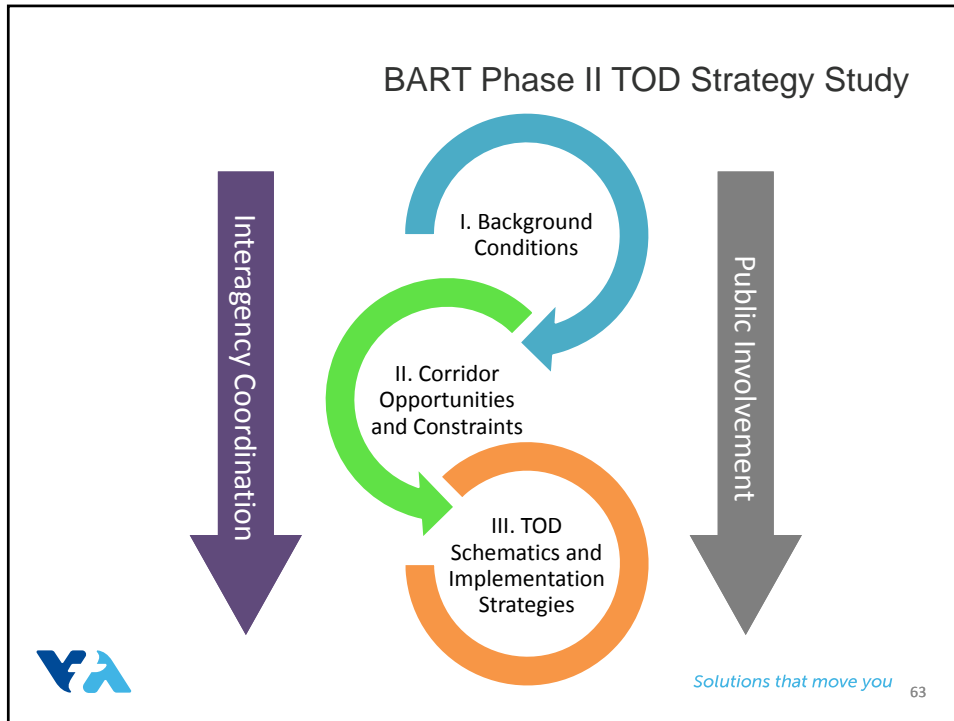 BART Phase II TOD Strategy Study
Interagency Coordination
I. Background
Conditions
II. Corridor
Opportunities
and Constraints
III. TOD
Schematics and
Implementation
Strategies
Public Involvement
VTA
Solutions that move you
63